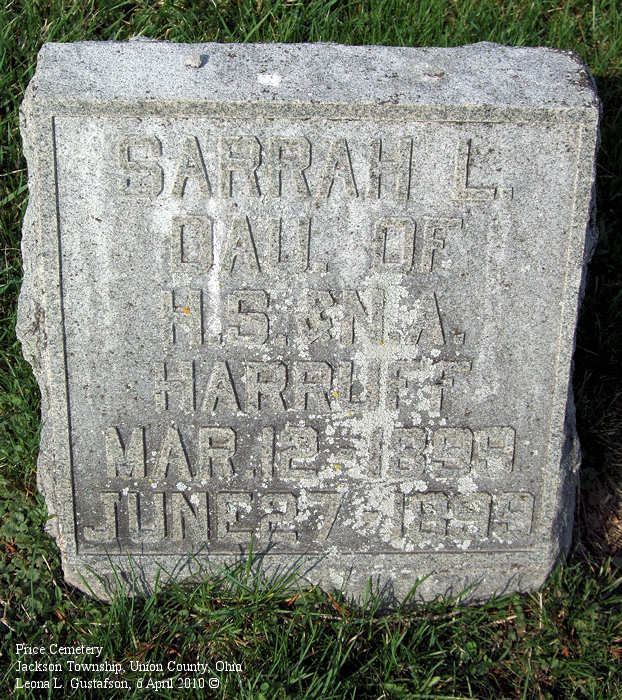 SARRAH L.
DAU. OF
H.S. & N.A.
HARRUFF
MAR. 12 - 1899
JUNE 27 - 1899
Price Cemetery
Jackson Township, Union County, Ohio
Leona L. Gustafson, 6 April 2010 ©